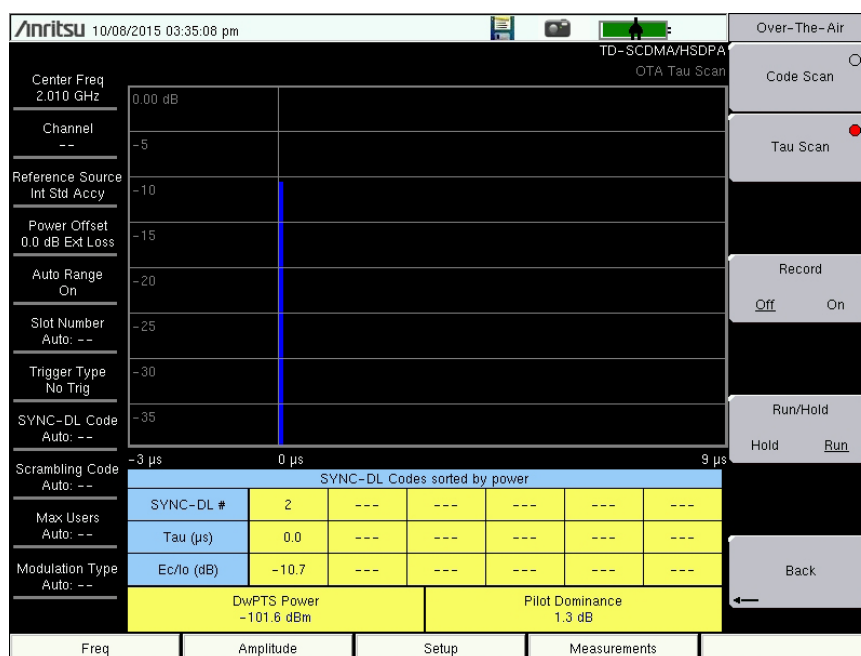 Anritsu 10/08/2015 03:35:08 pm
Over-The-Air
TD-SCDMA/HSDPA
OTA Tau Scan
Center Freq
2.010 GHz
Channel
--
Reference Source
Int Std Accy
Power Offset
0.0 dB Ext Loss
Auto Range
On
Slot Number
Auto: --
Trigger Type
No Trig
SYNC-DL Code
Auto: --
Scrambling Code
Auto: --
Max Users
Auto: --
Modulation Type
Auto: --
0.00 dB
-5
-10
-15
-20
-25
-30
-35
-3 µs 0 µs 9 µs
SYNC-DL Codes sorted by power
SYNC-DL # 2 --- --- --- --- ---
Tau (µs) 0.0 --- --- --- --- ---
Ec/Io (dB) -10.7 --- --- --- --- ---
DwPTS Power
-101.6 dBm
Pilot Dominance
1.3 dB
Code Scan
Tau Scan
Record
Off On
Run/Hold
Hold Run
Back
Freq Amplitude Setup Measurements